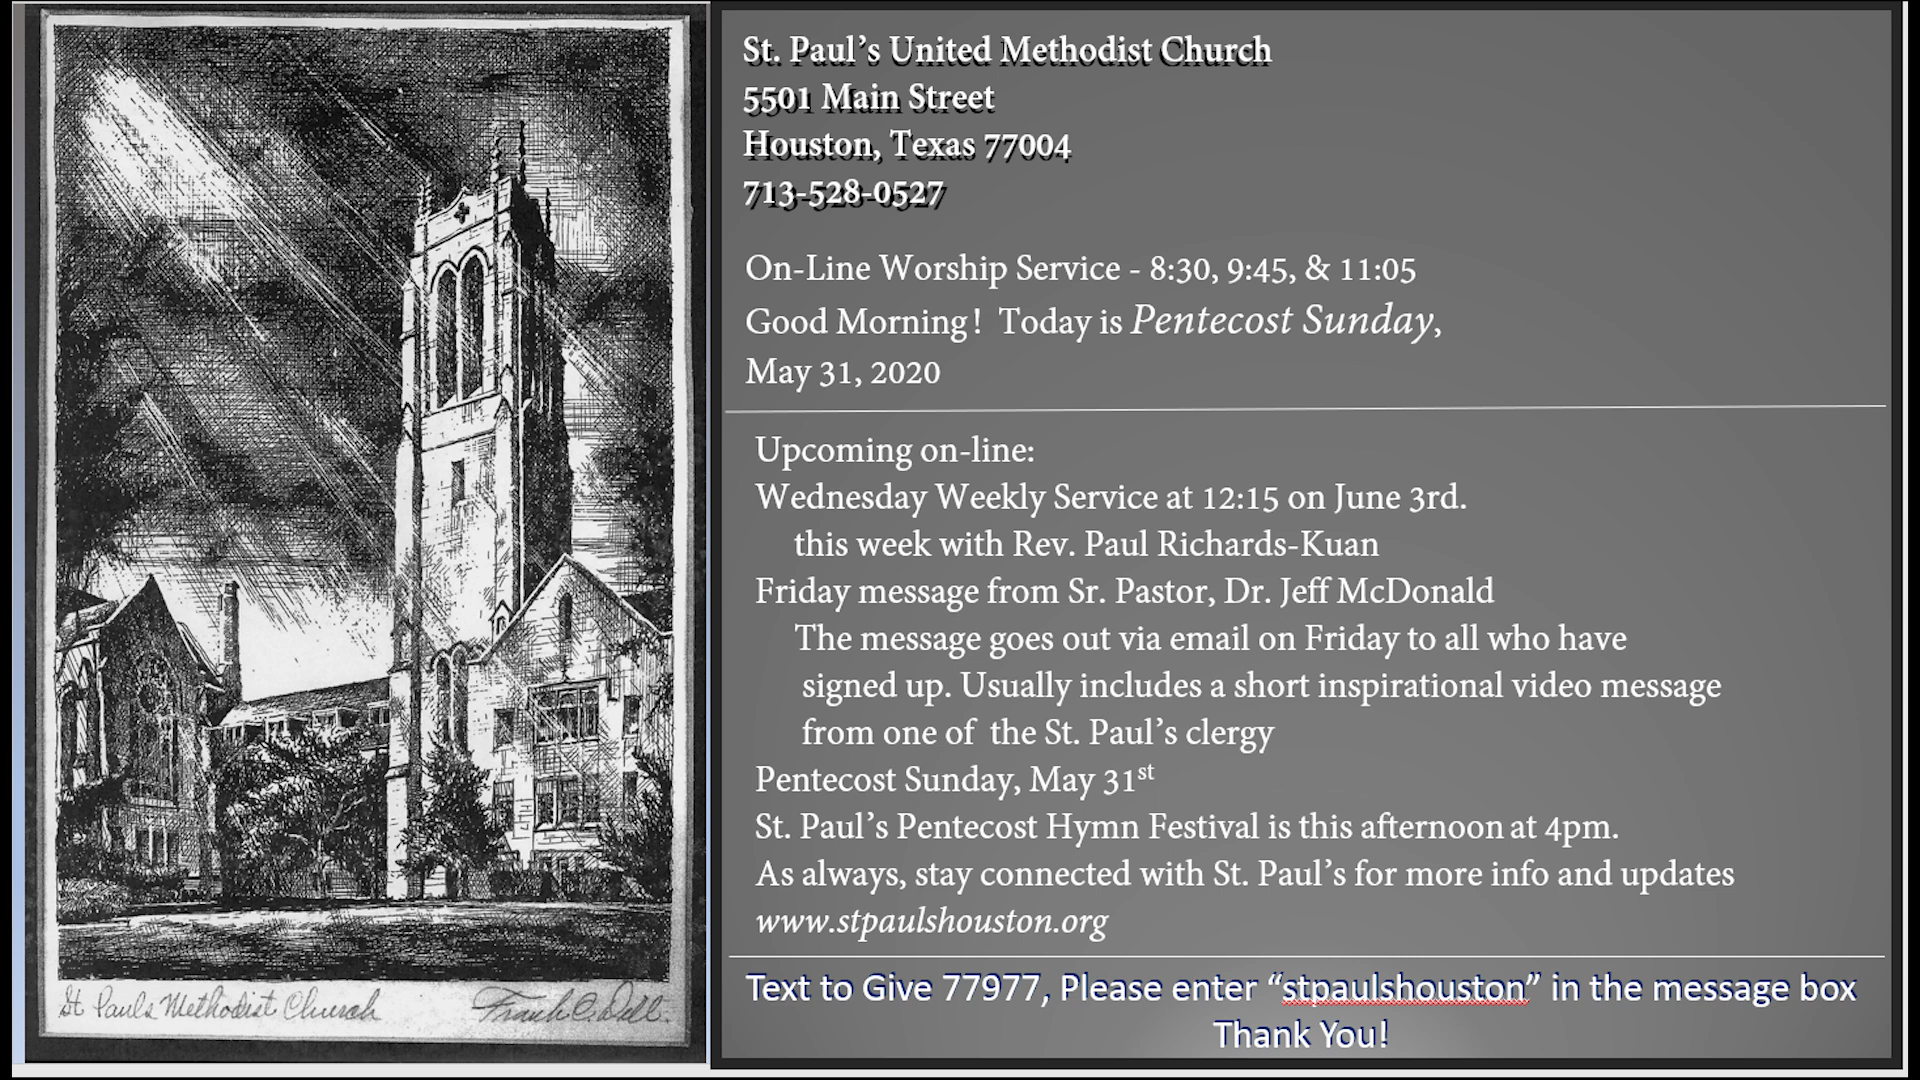 St. Paul's United Methodist Church
5501 Main Street
Houston, Texas 77004
713-528-0527
On-Line Worship Service - 8:30, 9:45, & 11:05
Good Morning! Today is Pentecost Sunday,
May 31, 2020
Upcoming on-line:
Wednesday Weekly Service at 12:15 on June 3rd.
this week with Rev. Paul Richards-Kuan
Friday message from Sr. Pastor, Dr. Jeff McDonald
The message goes out via email on Friday to all who have
signed up. Usually includes a short inspirational video message
from one of the St. Paul's clergy
Pentecost Sunday, May 31st
St. Paul's Pentecost Hymn Festival is this afternoon at 4pm.
As always, stay connected with St. Paul's for more info and updates
www.stpaulshouston.org
Text to Give 77977, Please enter “stpaulshouston” in the message box
Thank You!
St Pauls Methodist Church
Frank C.